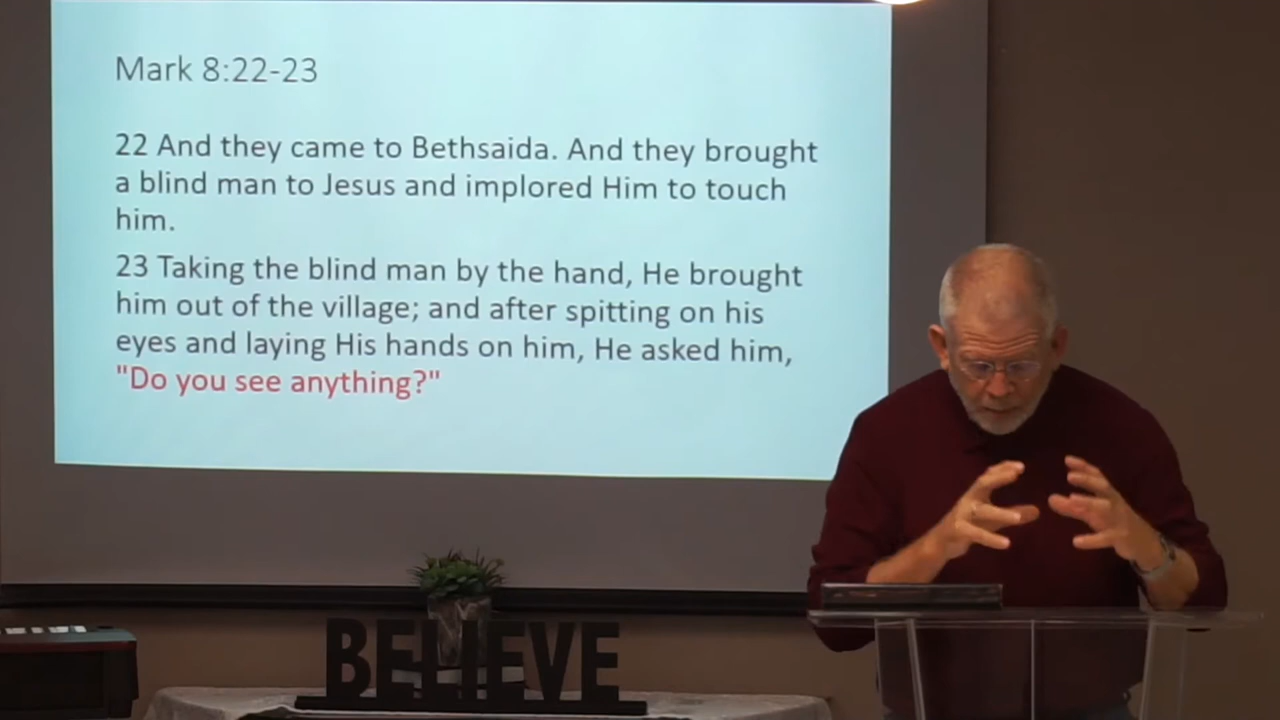 Mark 8:22-23
22 And they came to Bethsaida. And they brought
a blind man to Jesus and implored Him to touch
him.
23 Taking the blind man by the hand, He brought
him out of the village; and after spitting on his
eyes and laying His hands on him, He asked him,
"Do you see anything?"
BELIEVE